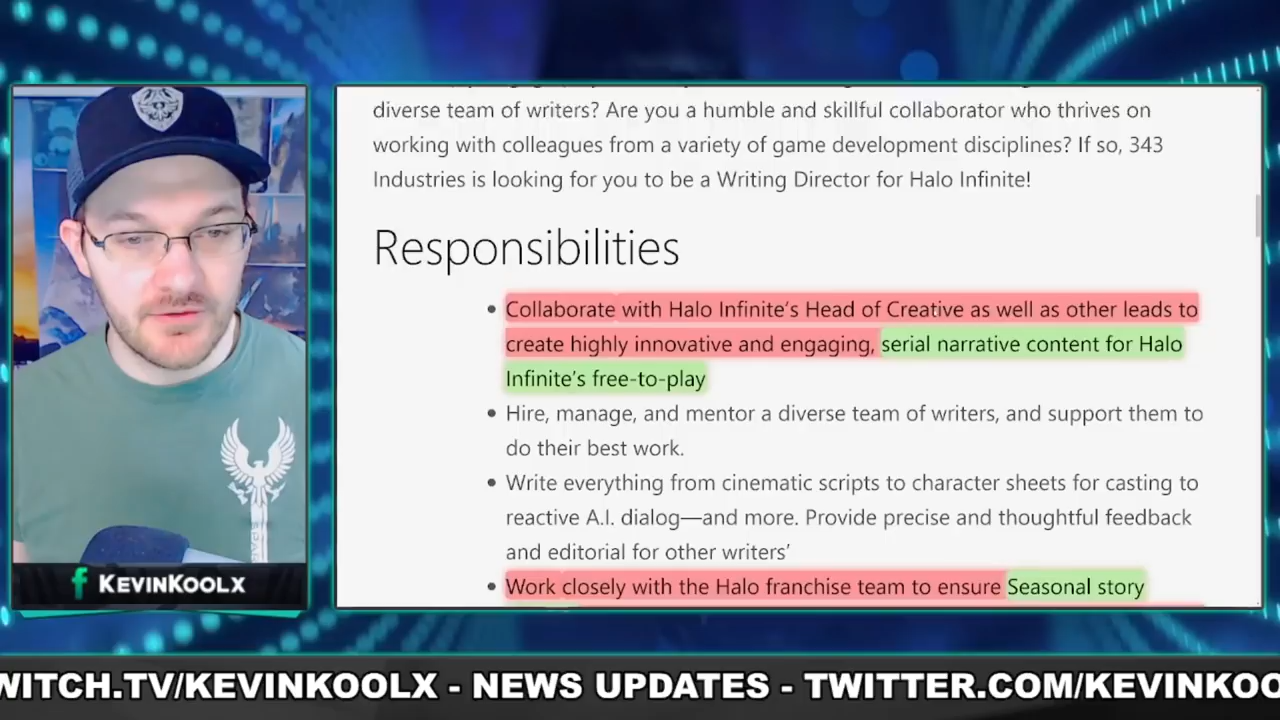 diverse team of writers? Are you a humble and skillful collaborator who thrives on
working with colleagues from a variety of game development disciplines? If so, 343
Industries is looking for you to be a Writing Director for Halo Infinite!
Responsibilities
• Collaborate with Halo Infinite's Head of Creative as well as other leads to
create highly innovative and engaging, serial narrative content for Halo
Infinite's free-to-play
• Hire, manage, and mentor a diverse team of writers, and support them to
do their best work.
• Write everything from cinematic scripts to character sheets for casting to
reactive A.I. dialog—and more. Provide precise and thoughtful feedback
and editorial for other writers'
• Work closely with the Halo franchise team to ensure Seasonal story
f KEVINKOOLX
WITCH.TV/KEVINKOOLX - NEWS UPDATES - TWITTER.COM/KEVINKOO